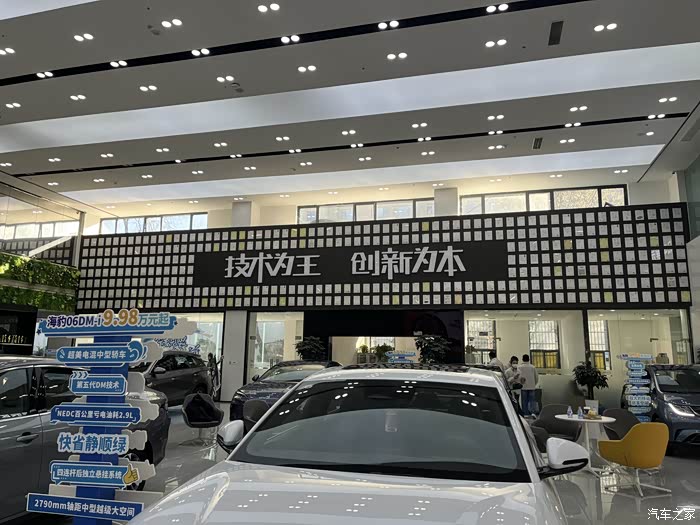 技术为王 创新为本
海豹06DM-i 9.98万元起
超美电混中型轿车
第五代DM技术
NEDC百公里亏电油耗2.9L
快省静顺绿
四连杆后独立悬挂系统
2790mm轴距中型越级大空间
汽车之家